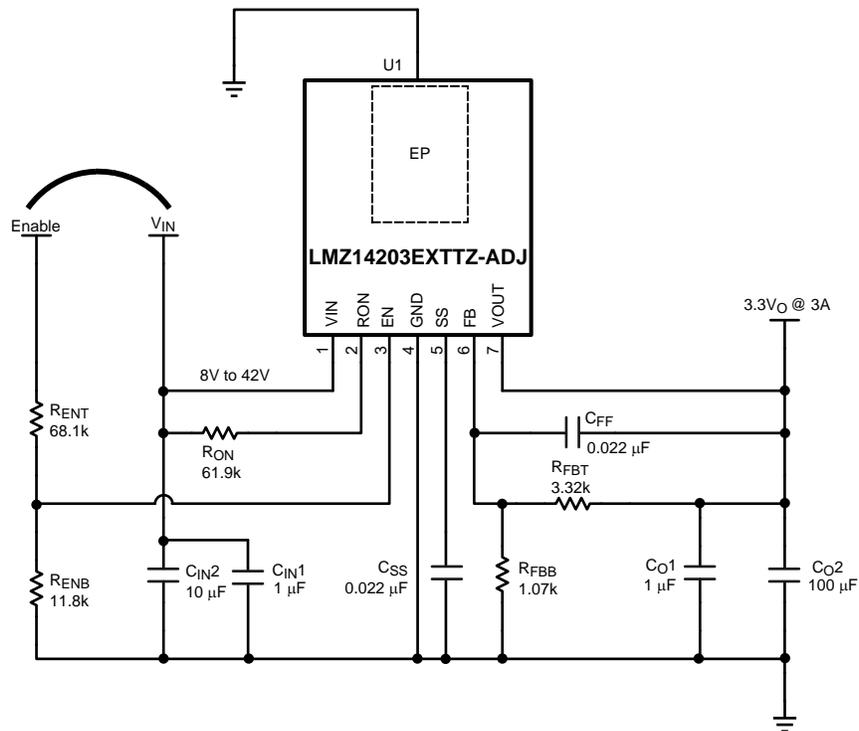 U1
EP
Enable
VIN
LMZ14203EXTTZ-ADJ
VIN
RON
EN
GND
SS
FB
VOUT
1
2
3
4
5
6
7
3.3VO @ 3A
8V to 42V
RENT
68.1k
RON
61.9k
CFF
0.022 μF
RFBT
3.32k
RENB
11.8k
CIN2
10 μF
CIN1
1 μF
CSS
0.022 μF
RFBB
1.07k
CO1
1 μF
CO2
100 μF